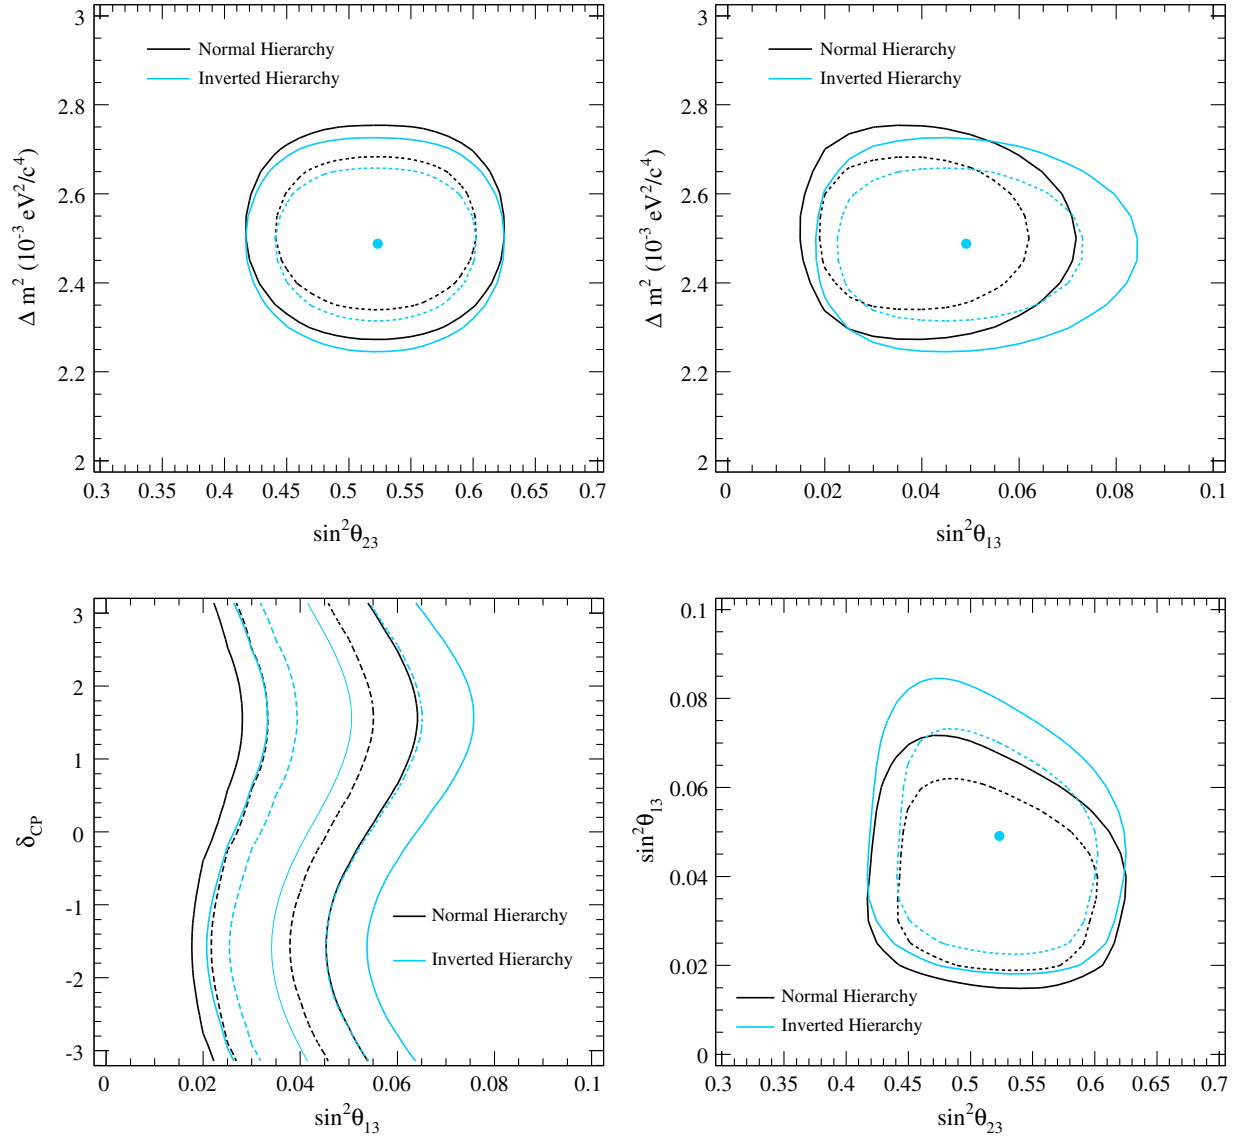 3
2.8
2.6
2.4
2.2
2
Δ m² (10⁻³ eV²/c⁴)
Normal Hierarchy
Inverted Hierarchy
0.3 0.35 0.4 0.45 0.5 0.55 0.6 0.65 0.7
sin²θ₂₃
3
2.8
2.6
2.4
2.2
2
Δ m² (10⁻³ eV²/c⁴)
Normal Hierarchy
Inverted Hierarchy
0 0.02 0.04 0.06 0.08 0.1
sin²θ₁₃
3
2
1
0
-1
-2
-3
δCP
Normal Hierarchy
Inverted Hierarchy
0 0.02 0.04 0.06 0.08 0.1
sin²θ₁₃
0.1
0.08
0.06
0.04
0.02
0
sin²θ₁₃
Normal Hierarchy
Inverted Hierarchy
0.3 0.35 0.4 0.45 0.5 0.55 0.6 0.65 0.7
sin²θ₂₃